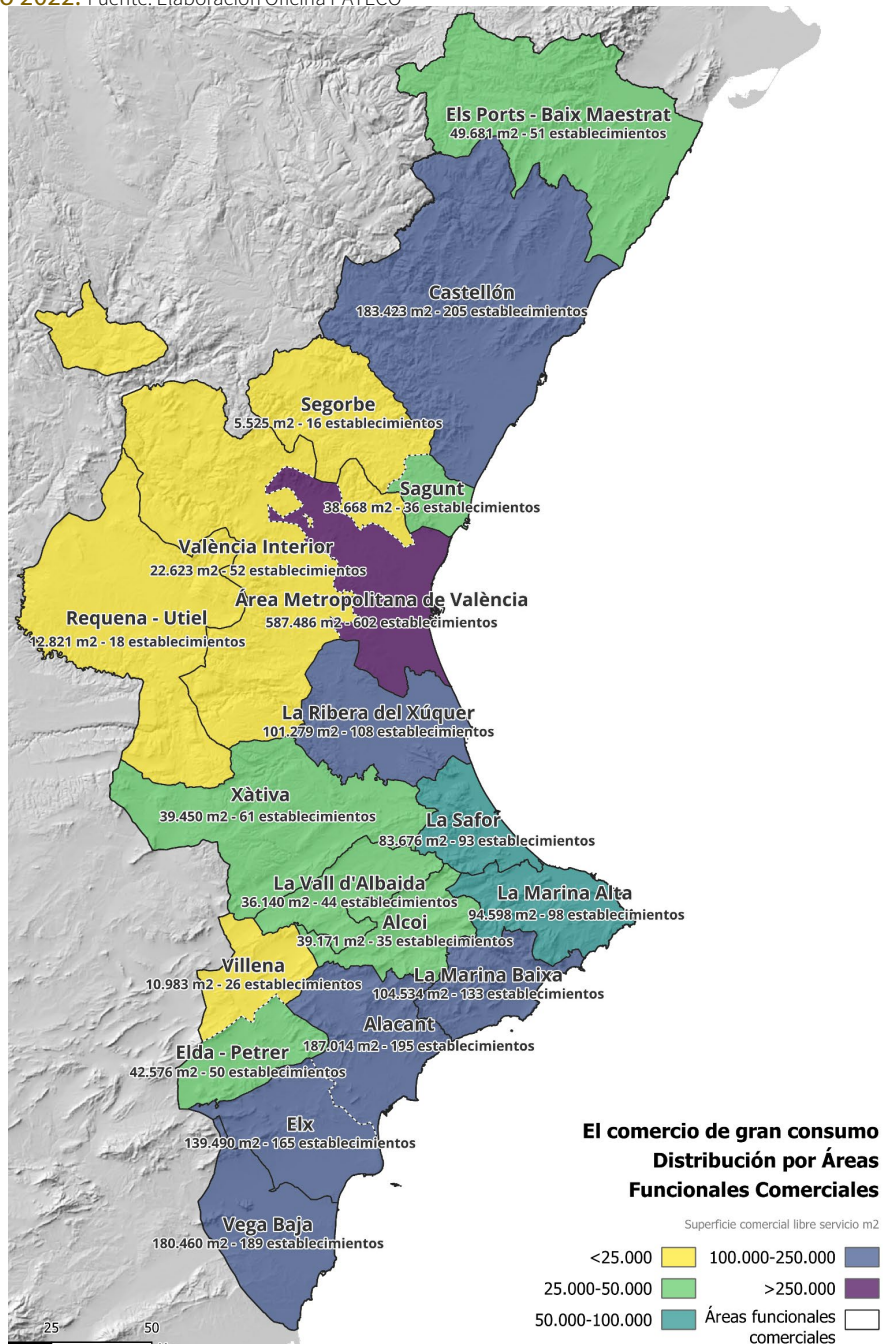 2022. Fuente: Elaboración Oficina PATECO
Els Ports - Baix Maestrat
49.681 m2 - 51 establecimientos
Castellón
183.423 m2 - 205 establecimientos
Segorbe
5.525 m2 - 16 establecimientos
Sagunt
38.668 m2 - 36 establecimientos
València Interior
22.623 m2 - 52 establecimientos
Área Metropolitana de València
587.486 m2 - 602 establecimientos
Requena - Utiel
12.821 m2 - 18 establecimientos
La Ribera del Xúquer
101.279 m2 - 108 establecimientos
Xàtiva
39.450 m2 - 61 establecimientos
La Safor
83.676 m2 - 93 establecimientos
La Vall d'Albaida
36.140 m2 - 44 establecimientos
La Marina Alta
94.598 m2 - 98 establecimientos
Alcoi
39.171 m2 - 35 establecimientos
Villena
10.983 m2 - 26 establecimientos
La Marina Baixa
104.534 m2 - 133 establecimientos
Alacant
187.014 m2 - 195 establecimientos
Elda - Petrer
42.576 m2 - 50 establecimientos
Elx
139.490 m2 - 165 establecimientos
Vega Baja
180.460 m2 - 189 establecimientos
El comercio de gran consumo
Distribución por Áreas
Funcionales Comerciales
Superficie comercial libre servicio m2
<25.000 100.000-250.000
25.000-50.000 >250.000
50.000-100.000 Áreas funcionales
comerciales
25 50